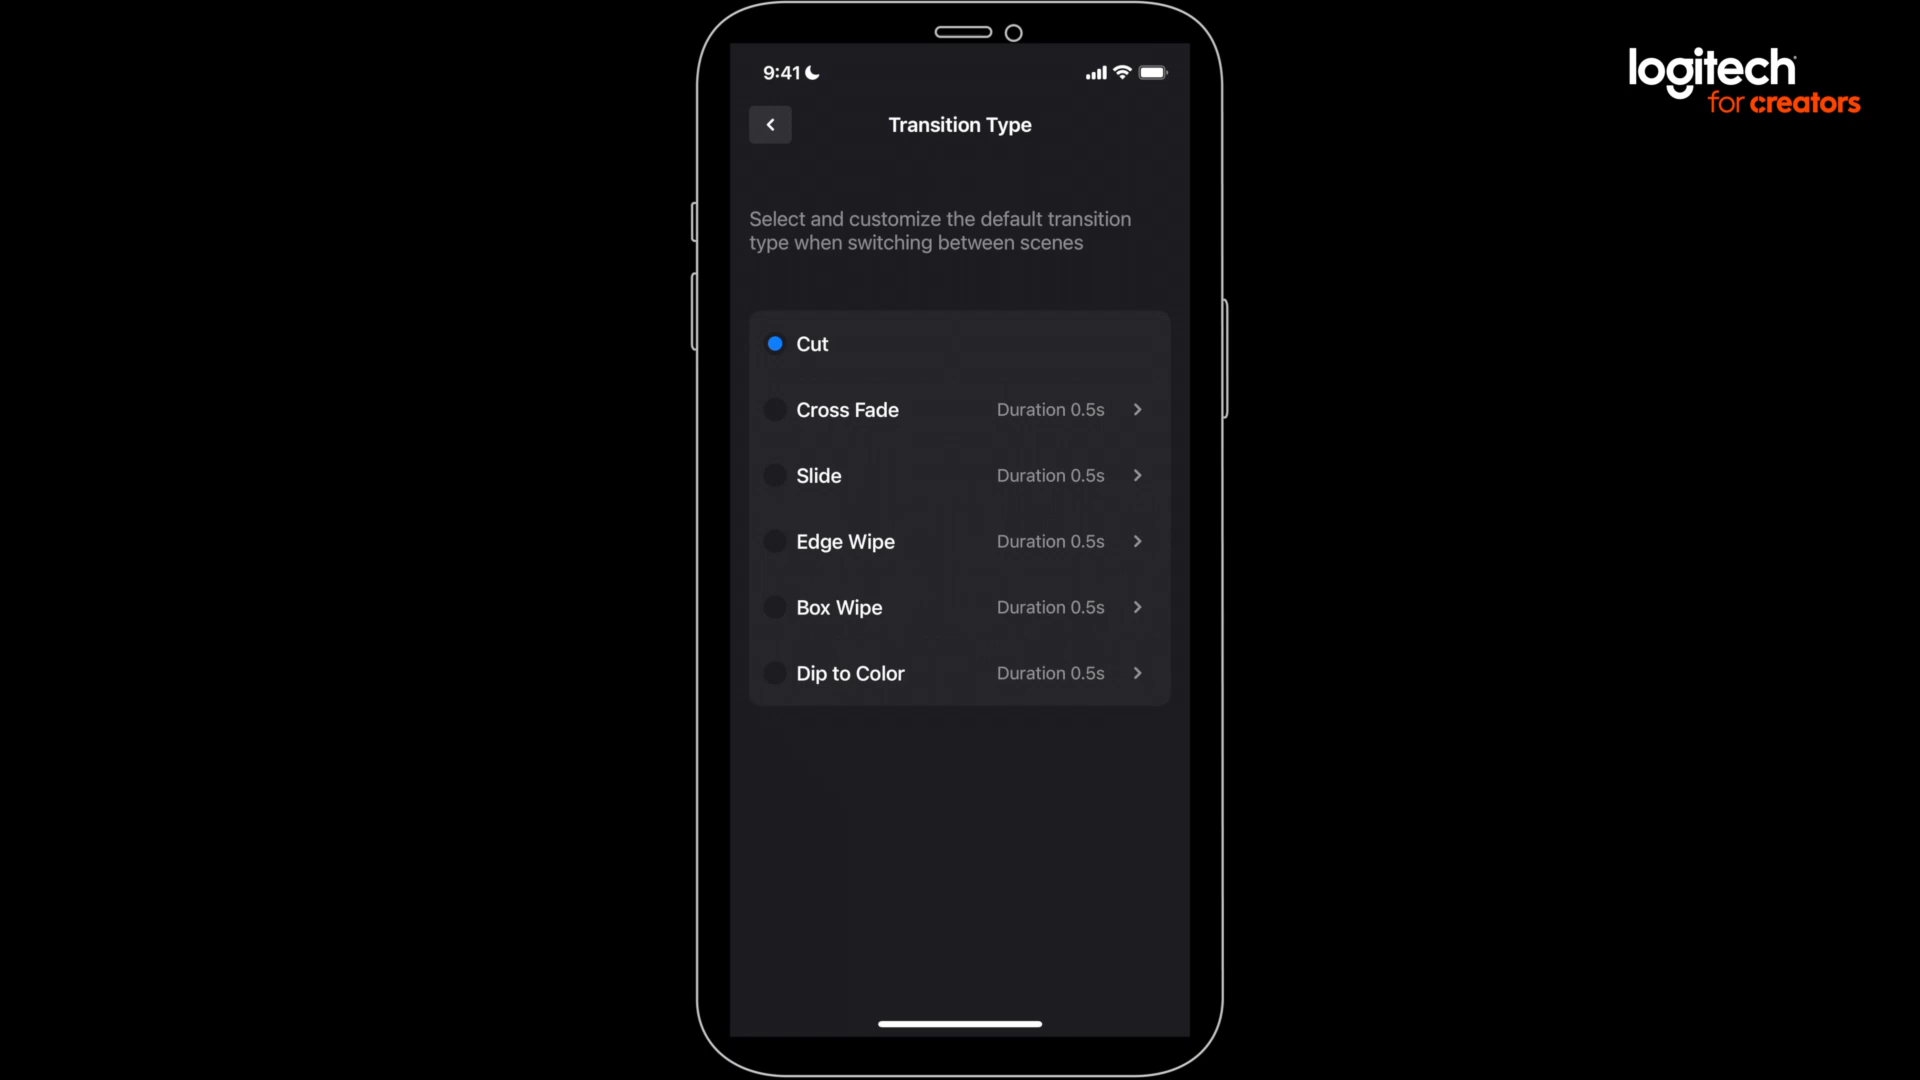 9:41
logitech
for creators
Transition Type
Select and customize the default transition
type when switching between scenes
Cut
Cross Fade Duration 0.5s
Slide Duration 0.5s
Edge Wipe Duration 0.5s
Box Wipe Duration 0.5s
Dip to Color Duration 0.5s